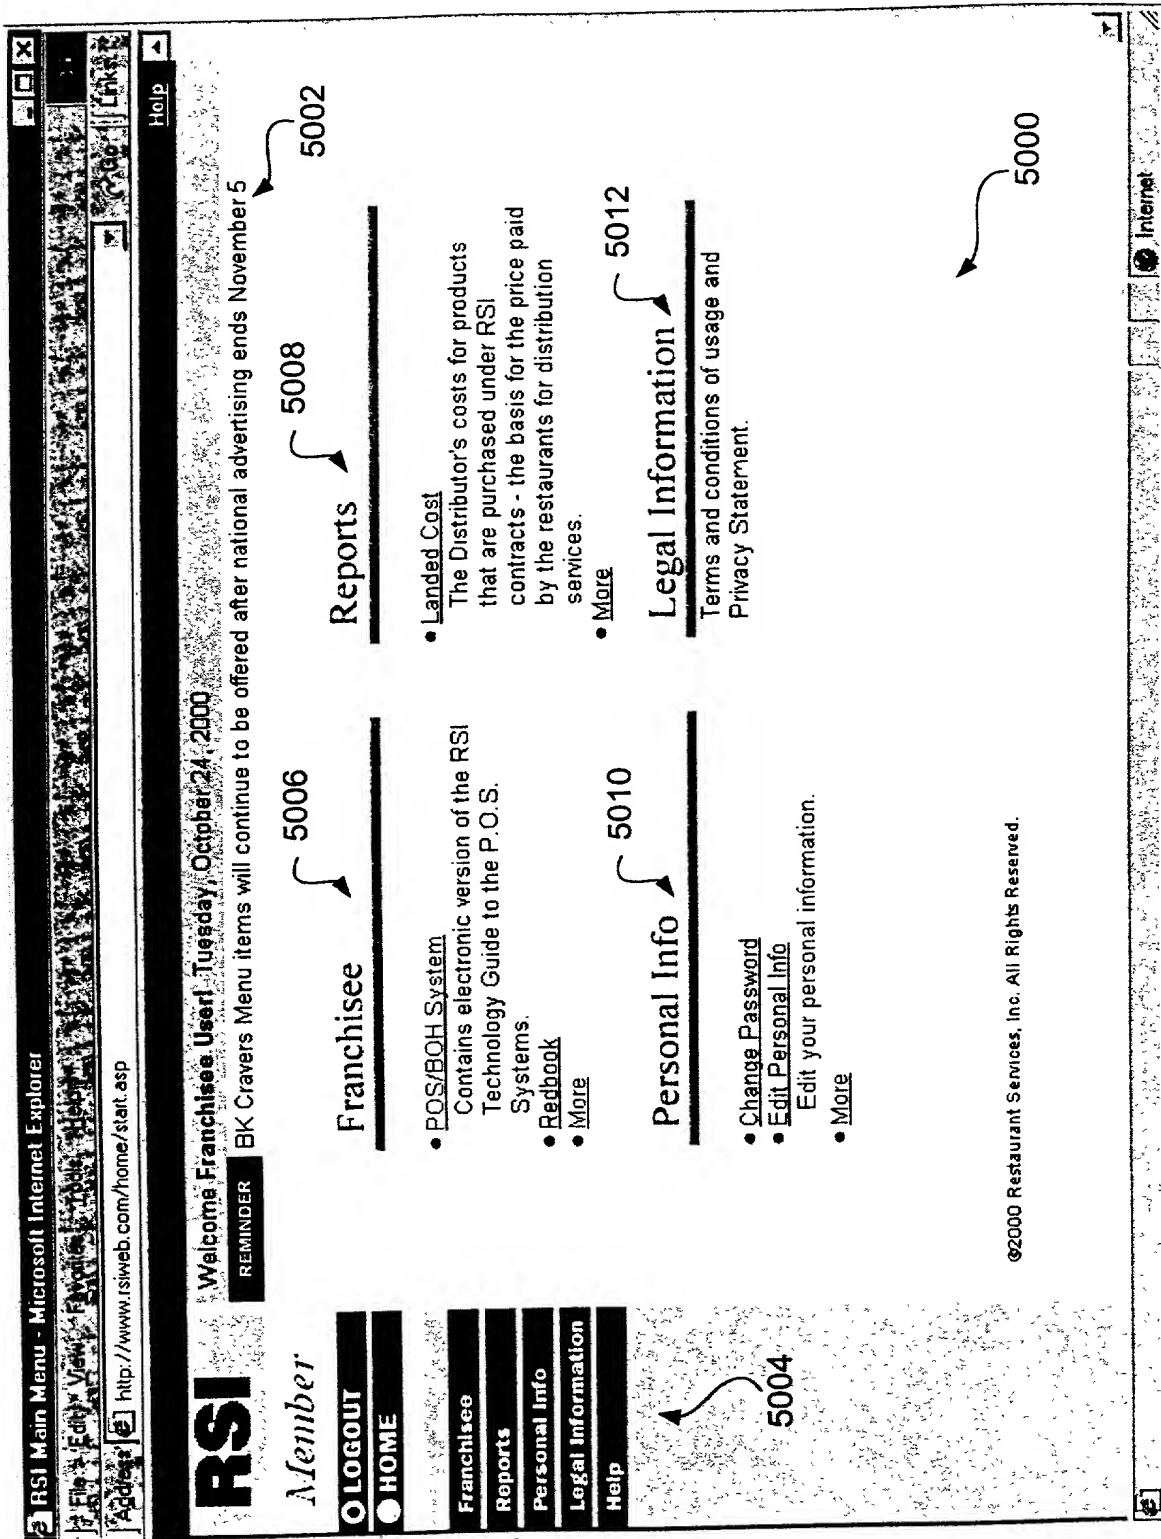 RSI Main Menu - Microsoft Internet Explorer
File Edit View Favorites Tools Help
Address http://www.rsiweb.com/home/start.asp Go Links
Help
RSI
Welcome Franchisee User! Tuesday, October 24, 2000
REMINDER BK Cravers Menu items will continue to be offered after national advertising ends November 5
5002
Member
LOGOUT
HOME
Franchisee
Reports
Personal Info
Legal Information
Help
5004
Franchisee
5006
• POS/BOH System
Contains electronic version of the RSI
Technology Guide to the P.O.S.
Systems.
• Redbook
• More
Reports
5008
• Landed Cost
The Distributor's costs for products
that are purchased under RSI
contracts - the basis for the price paid
by the restaurants for distribution
services.
• More
Personal Info
5010
• Change Password
• Edit Personal Info
Edit your personal information.
• More
Legal Information
5012
Terms and conditions of usage and
Privacy Statement.
5000
©2000 Restaurant Services, Inc. All Rights Reserved.
Internet